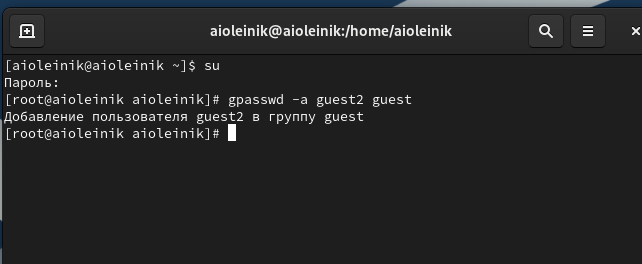 aioleinik@aioleinik:/home/aioleinik
[aioleinik@aioleinik ~]$ su
Пароль:
[root@aioleinik aioleinik]# gpasswd -a guest2 guest
Добавление пользователя guest2 в группу guest
[root@aioleinik aioleinik]#